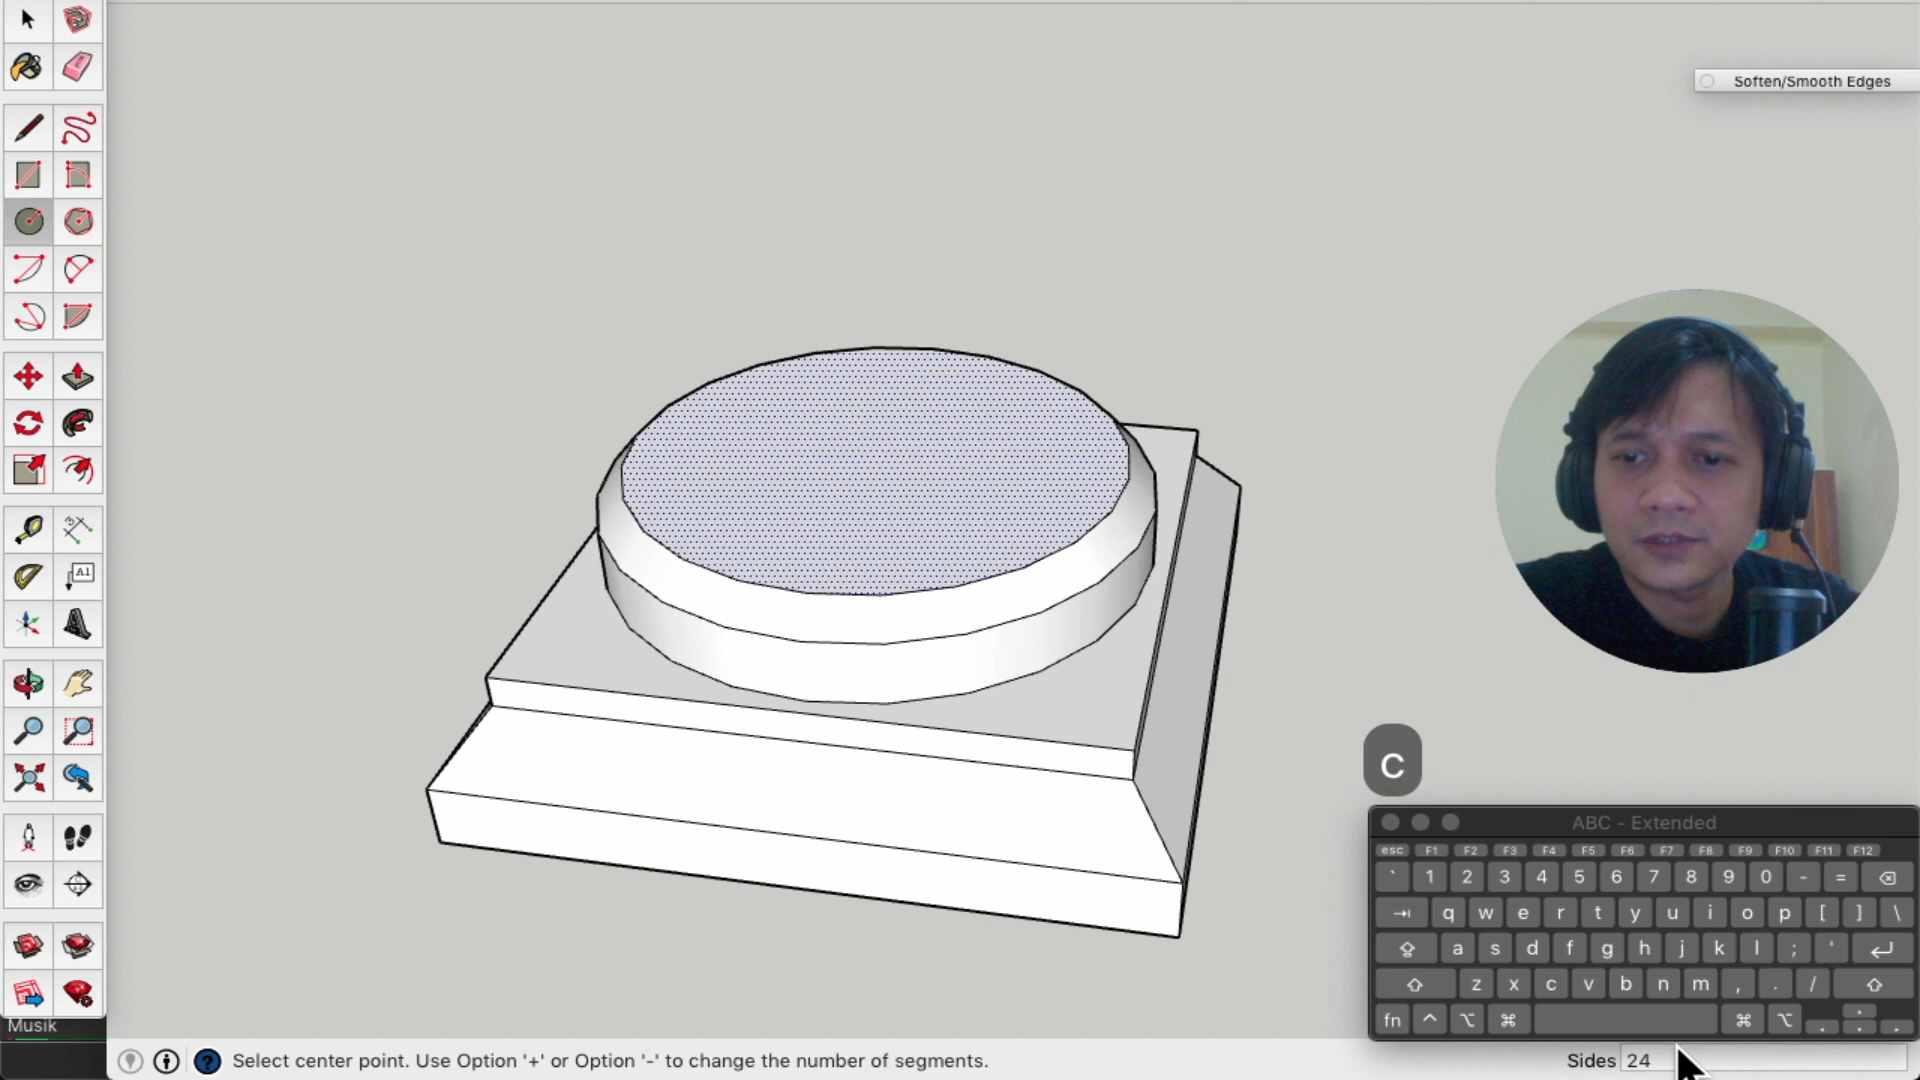 Soften/Smooth Edges
A1
C
ABC - Extended
esc F1 F2 F3 F4 F5 F6 F7 F8 F9 F10 F11 F12
` 1 2 3 4 5 6 7 8 9 0 - =
q w e r t y u i o p [ ] \
a s d f g h j k l ; '
z x c v b n m , . /
fn ^ ⌥ ⌘ ⌘ ⌥
Musik
Select center point. Use Option '+' or Option '-' to change the number of segments.
Sides 24